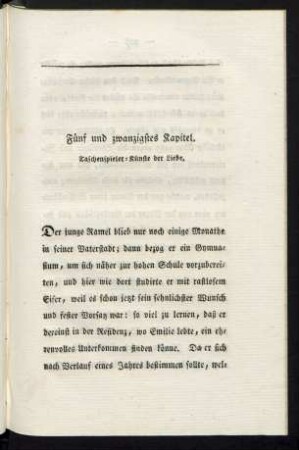 Fünf und zwanzigstes Kapitel.
Taschenspieler-Künste der Liebe.
Der junge Ramel blieb nur noch einige Monathe
in seiner Vaterstadt; dann bezog er ein Gymna-
sium, um sich näher zur hohen Schule vorzuberei-
ten, und hier wie dort studirte er mit rastlosem
Eifer, weil es schon jetzt sein sehnlichster Wunsch
und fester Vorsatz war: so viel zu lernen, daß er
dereinst in der Residenz, wo Emilie lebte, ein eh-
renvolles Unterkommen finden könne. Da er sich
nach Verlauf eines Jahres bestimmen sollte, wel-